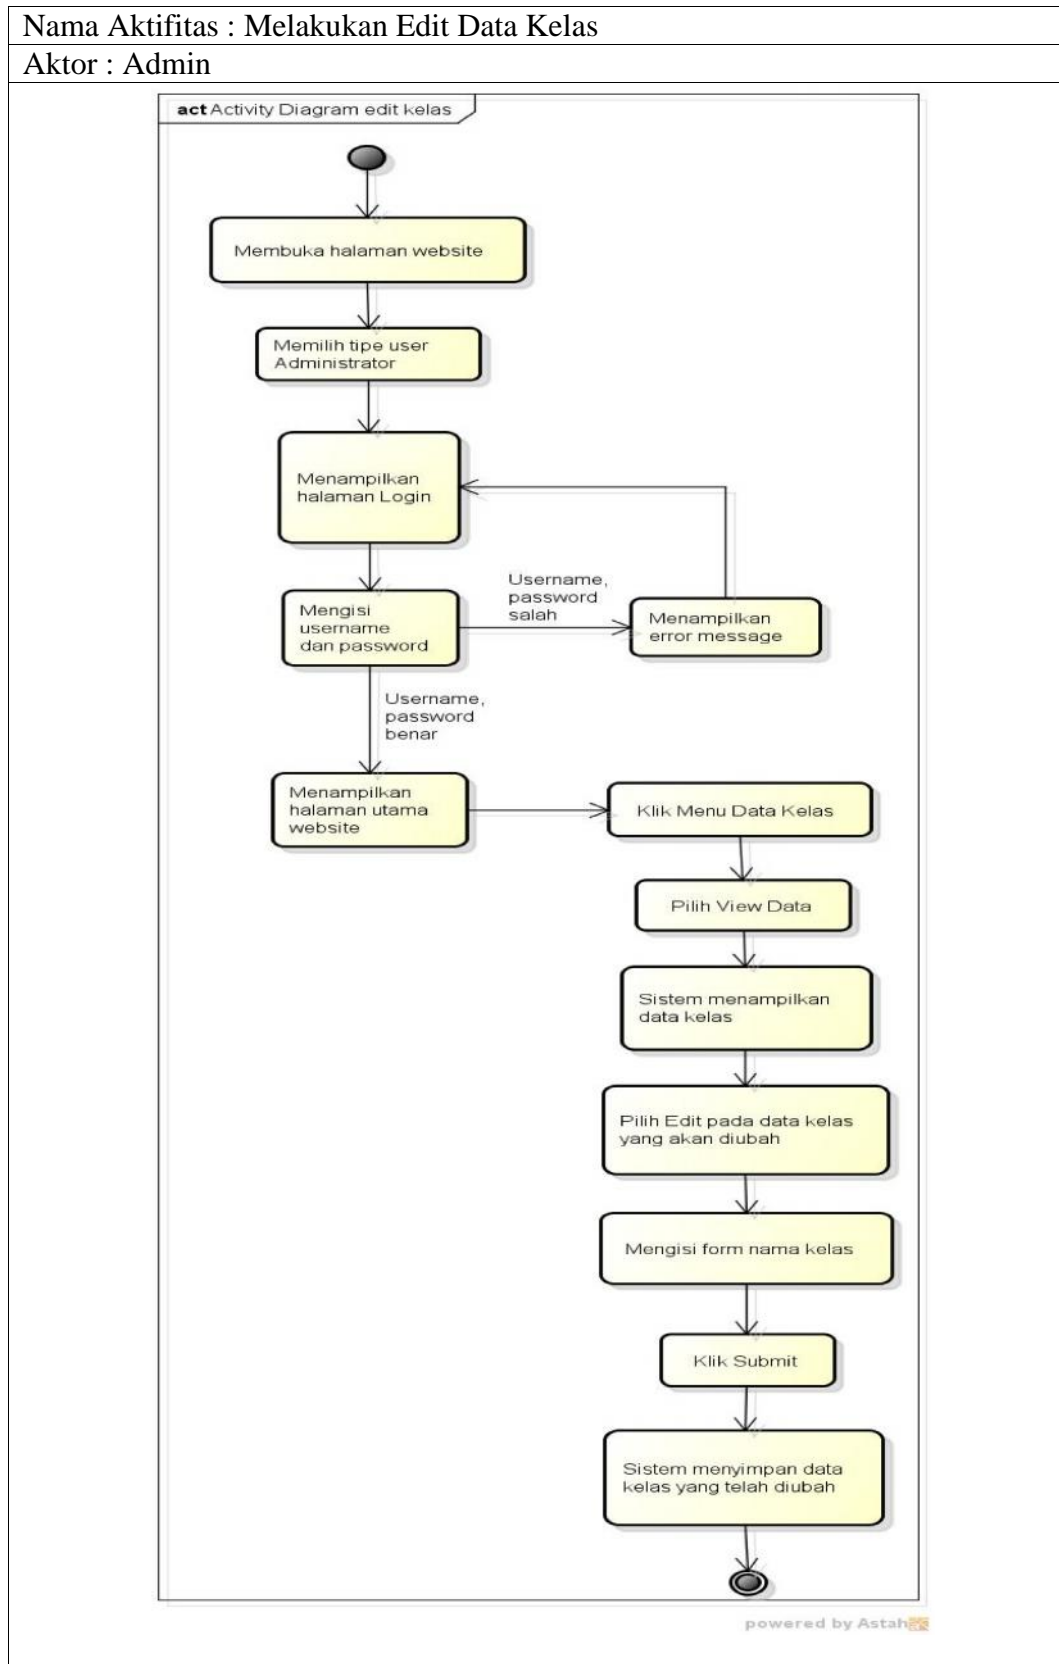 Nama Aktifitas : Melakukan Edit Data Kelas
Aktor : Admin
act Activity Diagram edit kelas
Membuka halaman website
Memilih tipe user
Administrator
Menampilkan
halaman Login
Username,
password
salah
Mengisi
username
dan password
Menampilkan
error message
Username,
password
benar
Menampilkan
halaman utama
website
Klik Menu Data Kelas
Pilih View Data
Sistem menampilkan
data kelas
Pilih Edit pada data kelas
yang akan diubah
Mengisi form nama kelas
Klik Submit
Sistem menyimpan data
kelas yang telah diubah
powered by Astah